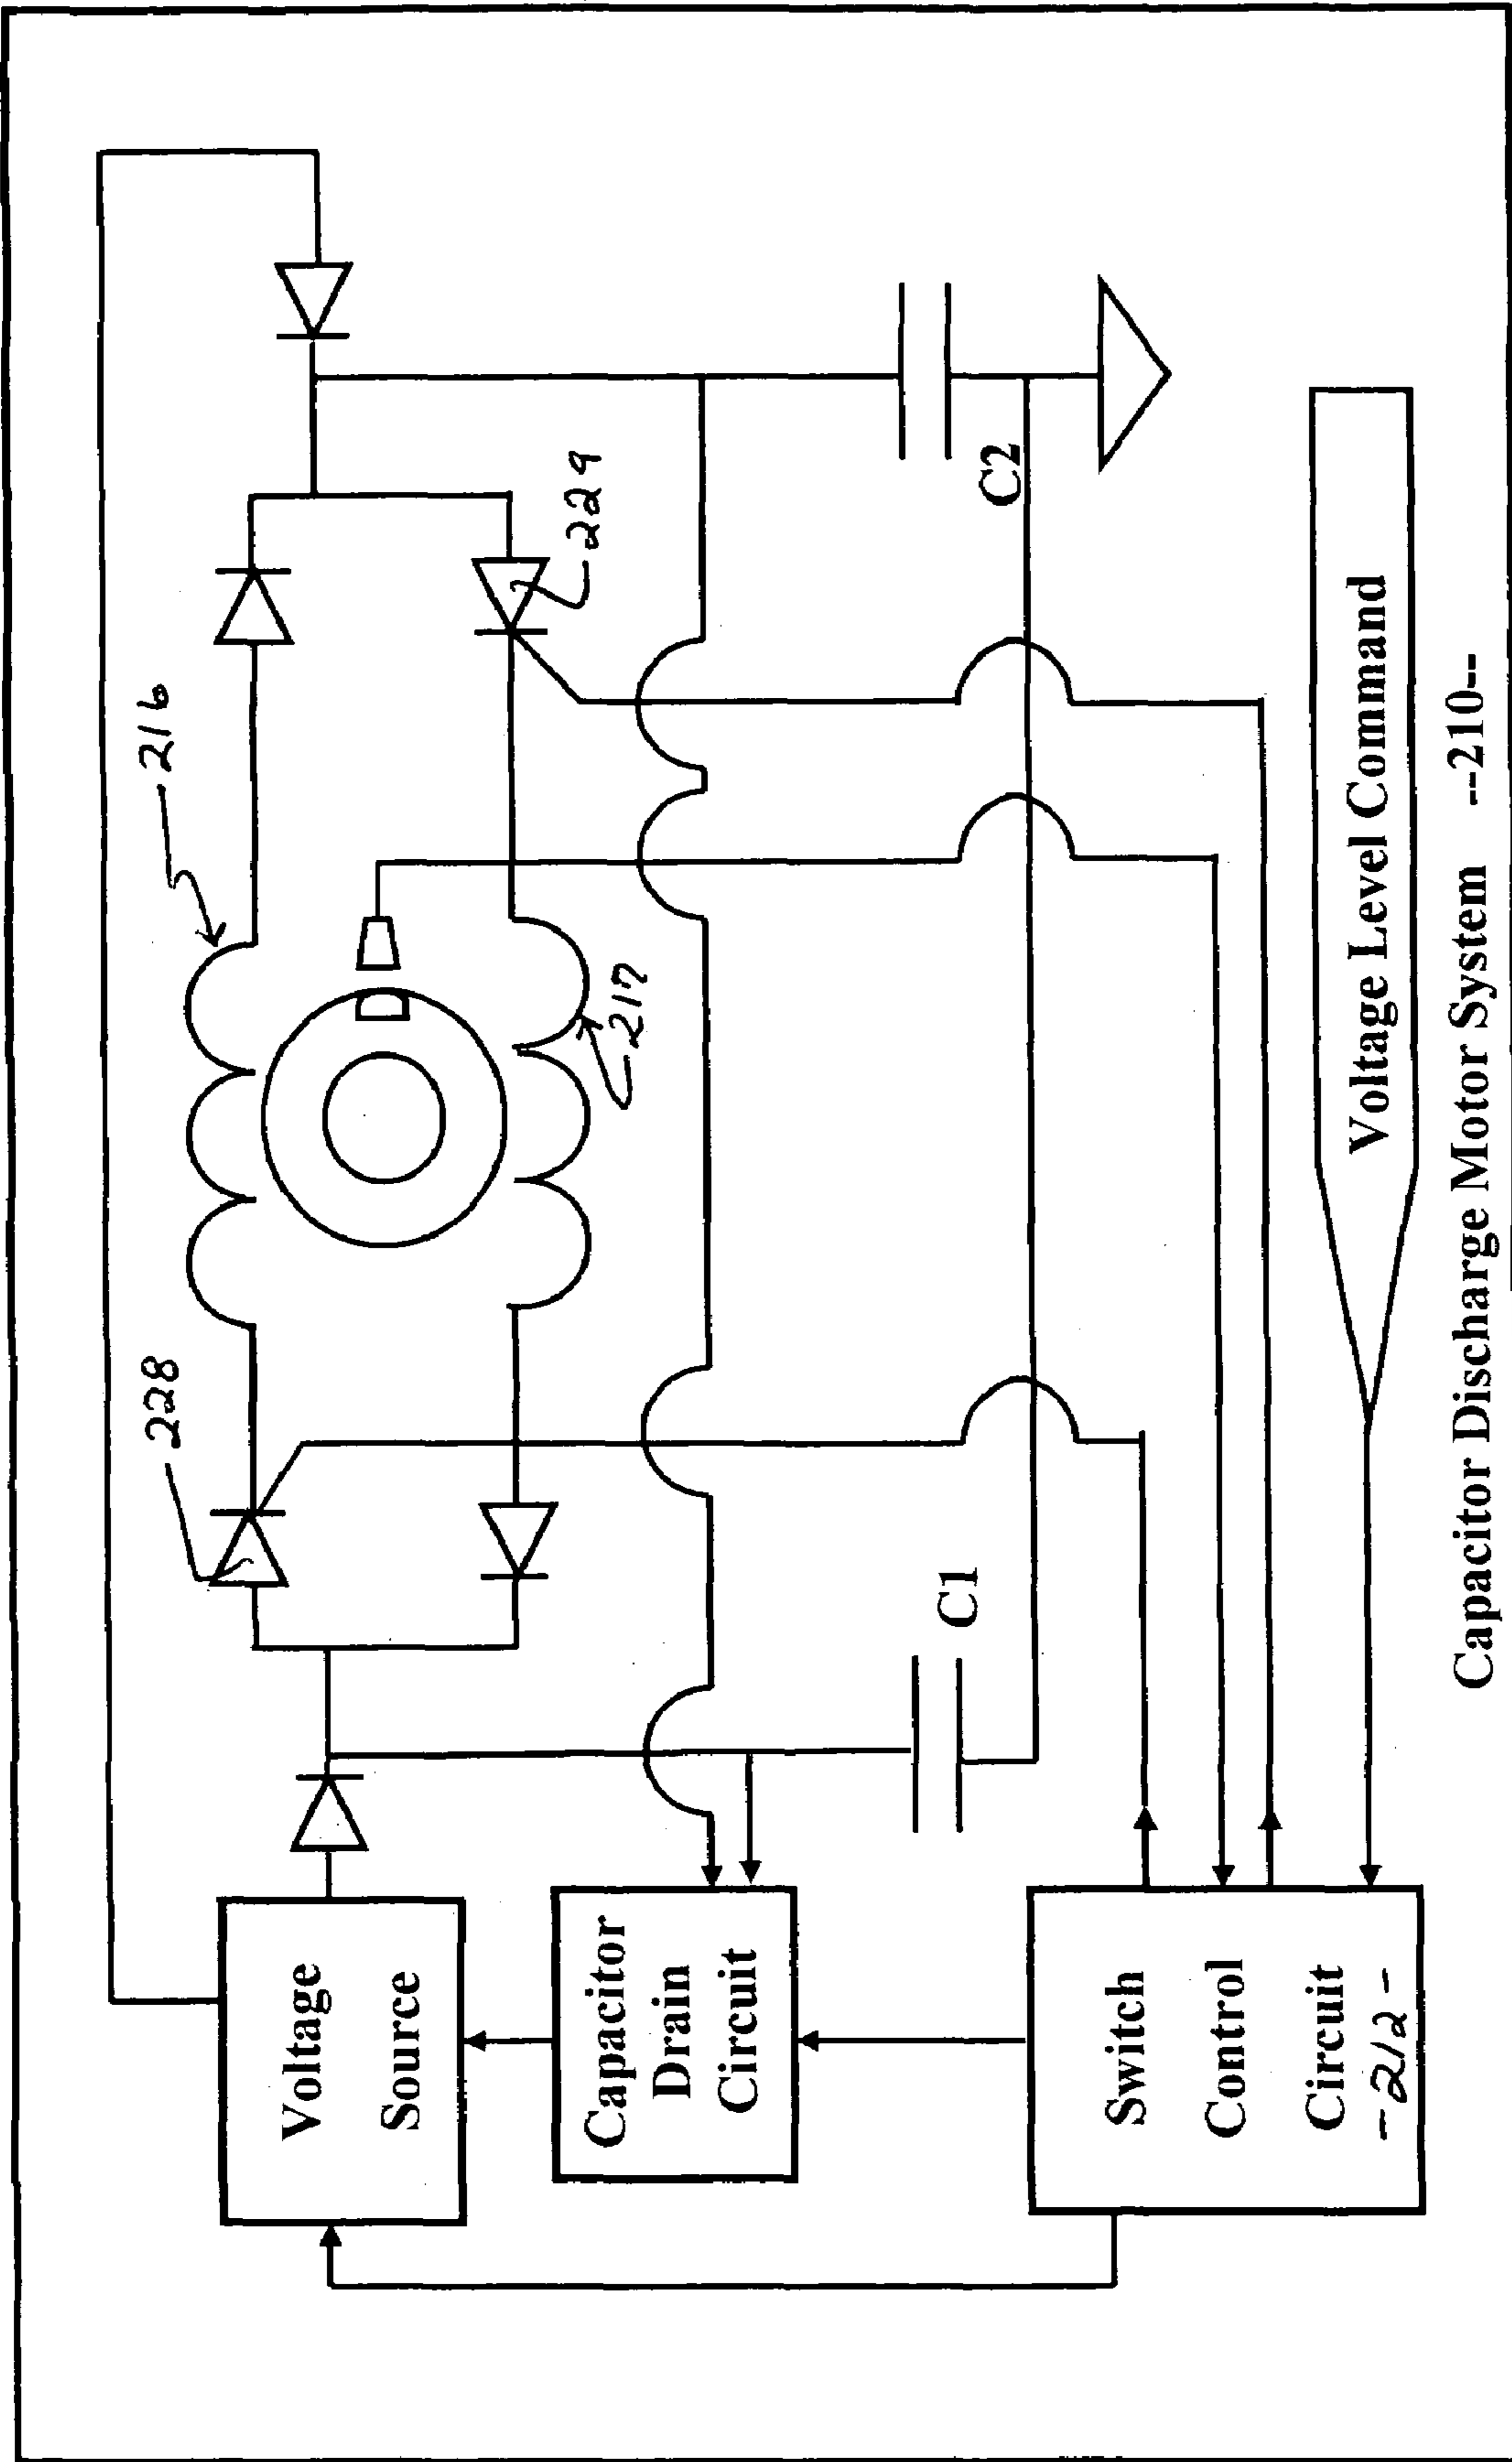 216
228
229
217
Voltage
Source
Capacitor
Drain
Circuit
C1
C2
Switch
Control
Circuit
-212-
Voltage Level Command
Capacitor Discharge Motor System --210--